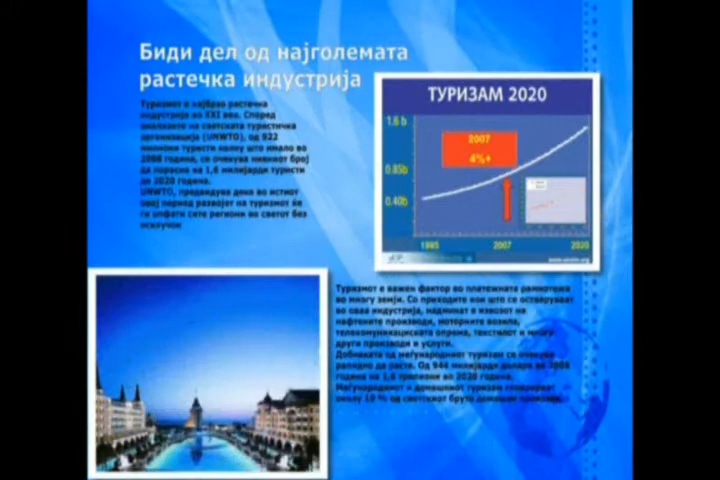 Биди дел од најголемата
растечка индустрија
Туризмот е најбрзо растечка
индустрија во XXI век. Според
анализите на светската туристичка
организација (UNWTO), од 922
милиони туристи колку што имало во
2008 година, се очекува нивниот број
да порасне на 1,6 милијарди туристи
до 2020 година.
UNWTO, предвидува дека во истиот
овој период развојот на туризмот ќе
ги опфати сите региони во светот без
исклучок
ТУРИЗАМ 2020
1.6 b
0.85b
0.40b
2007
4%+
1995 2007 2020
Туризмот е важен фактор во платежната рамнотежа
во многу земји. Со приходите кои што се остваруваат
во оваа индустрија, надминат е извозот на
нафтените производи, моторните возила,
телекомуникациската опрема, текстилот и многу
други производи и услуги.
Добивката од меѓународниот туризам се очекува
рапидно да расте. Од 944 милијарди долари во 2008
година на 1,6 трилиони во 2020 година.
Меѓународниот и домашниот туризам генерираат
околу 10 % од светскиот бруто домашен производ.